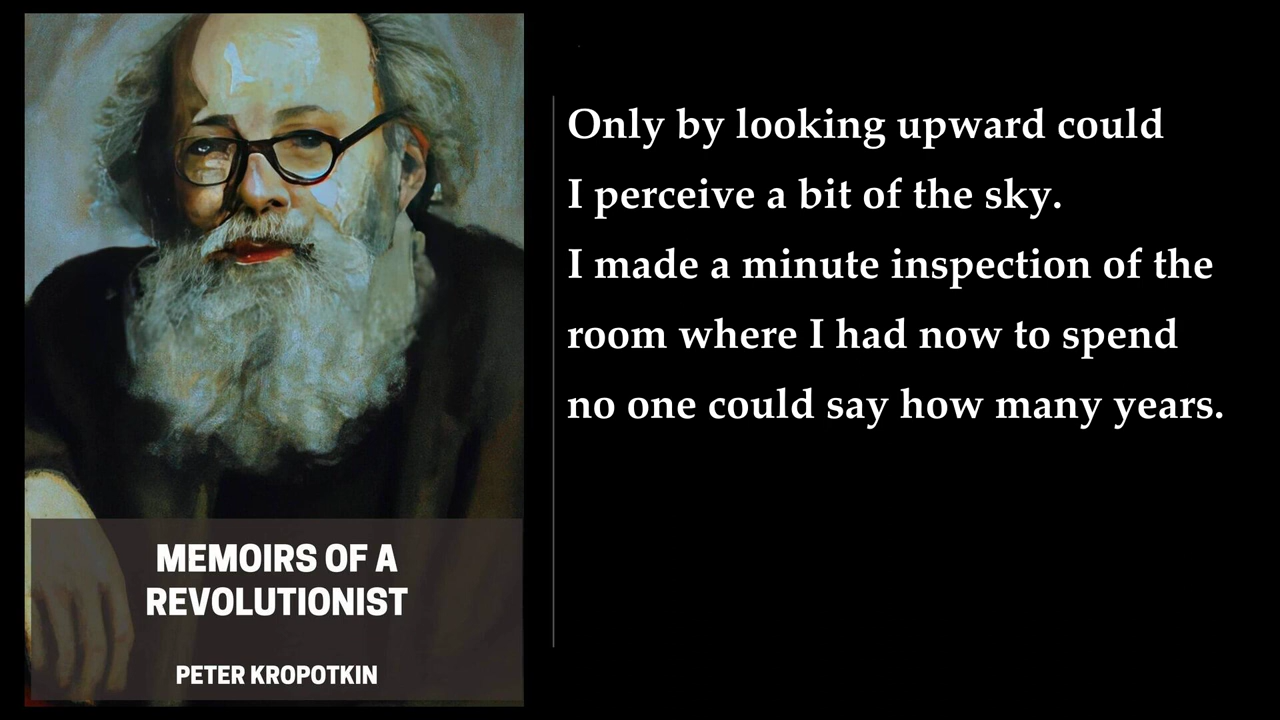 Only by looking upward could
I perceive a bit of the sky.
I made a minute inspection of the
room where I had now to spend
no one could say how many years.
MEMOIRS OF A
REVOLUTIONIST
PETER KROPOTKIN